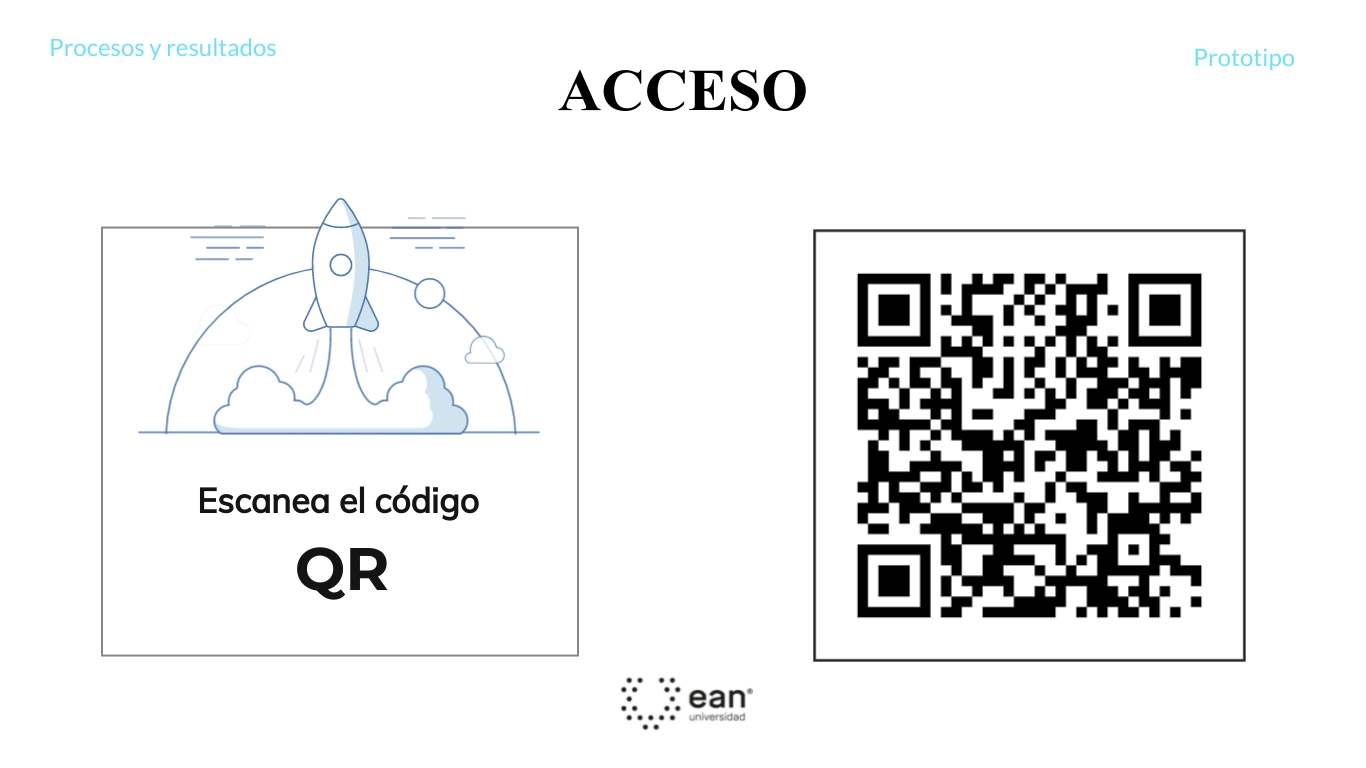 Procesos y resultados
Prototipo
ACCESO
Escanea el código
QR
ean®
universidad